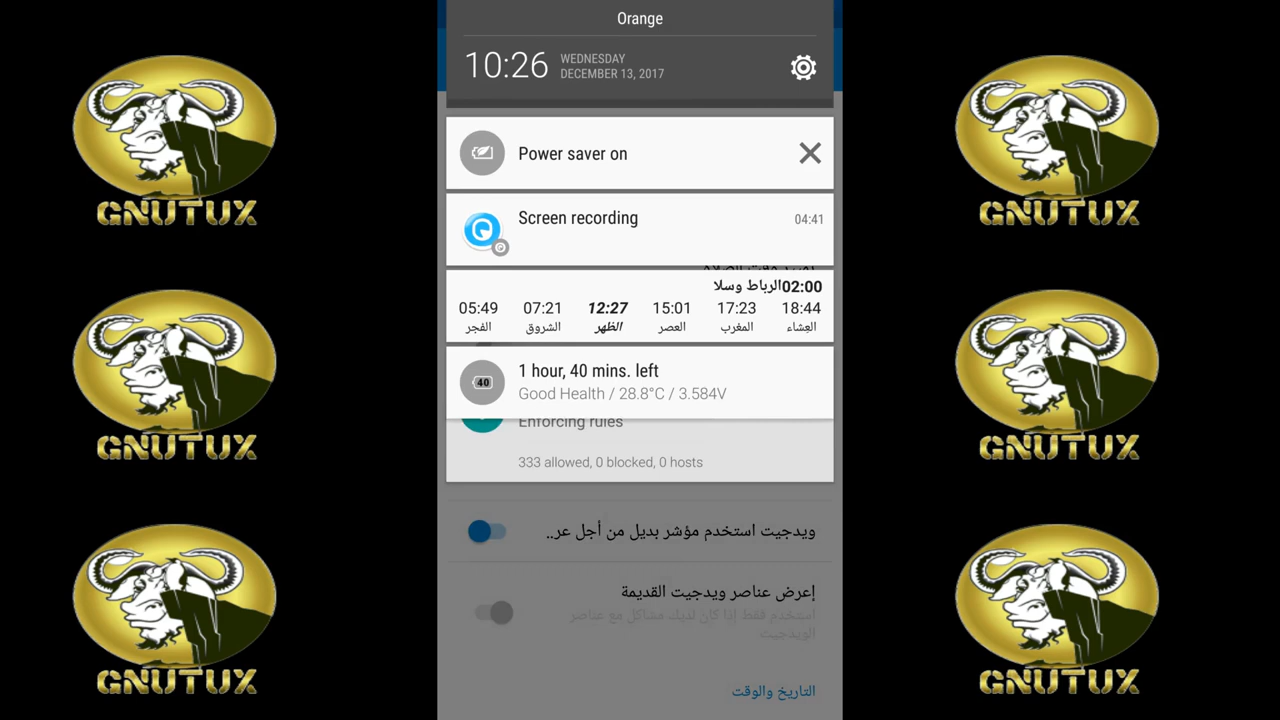 Orange
10:26
WEDNESDAY
DECEMBER 13, 2017
Power saver on
Screen recording
04:41
02:00الرباط وسلا
05:49 07:21 12:27 15:01 17:23 18:44
الفجر الشروق الظهر العصر المغرب العشاء
40
1 hour, 40 mins. left
Good Health / 28.8°C / 3.584V
Enforcing rules
333 allowed, 0 blocked, 0 hosts
ويدجيت استخدم مؤشر بديل من أجل عر..
إعرض عناصر ويدجيت القديمة
استخدم فقط إذا كان لديك مشاكل مع عناصر
الويدجيت
التاريخ والوقت
GNUTUX
GNUTUX
GNUTUX
GNUTUX
GNUTUX
GNUTUX